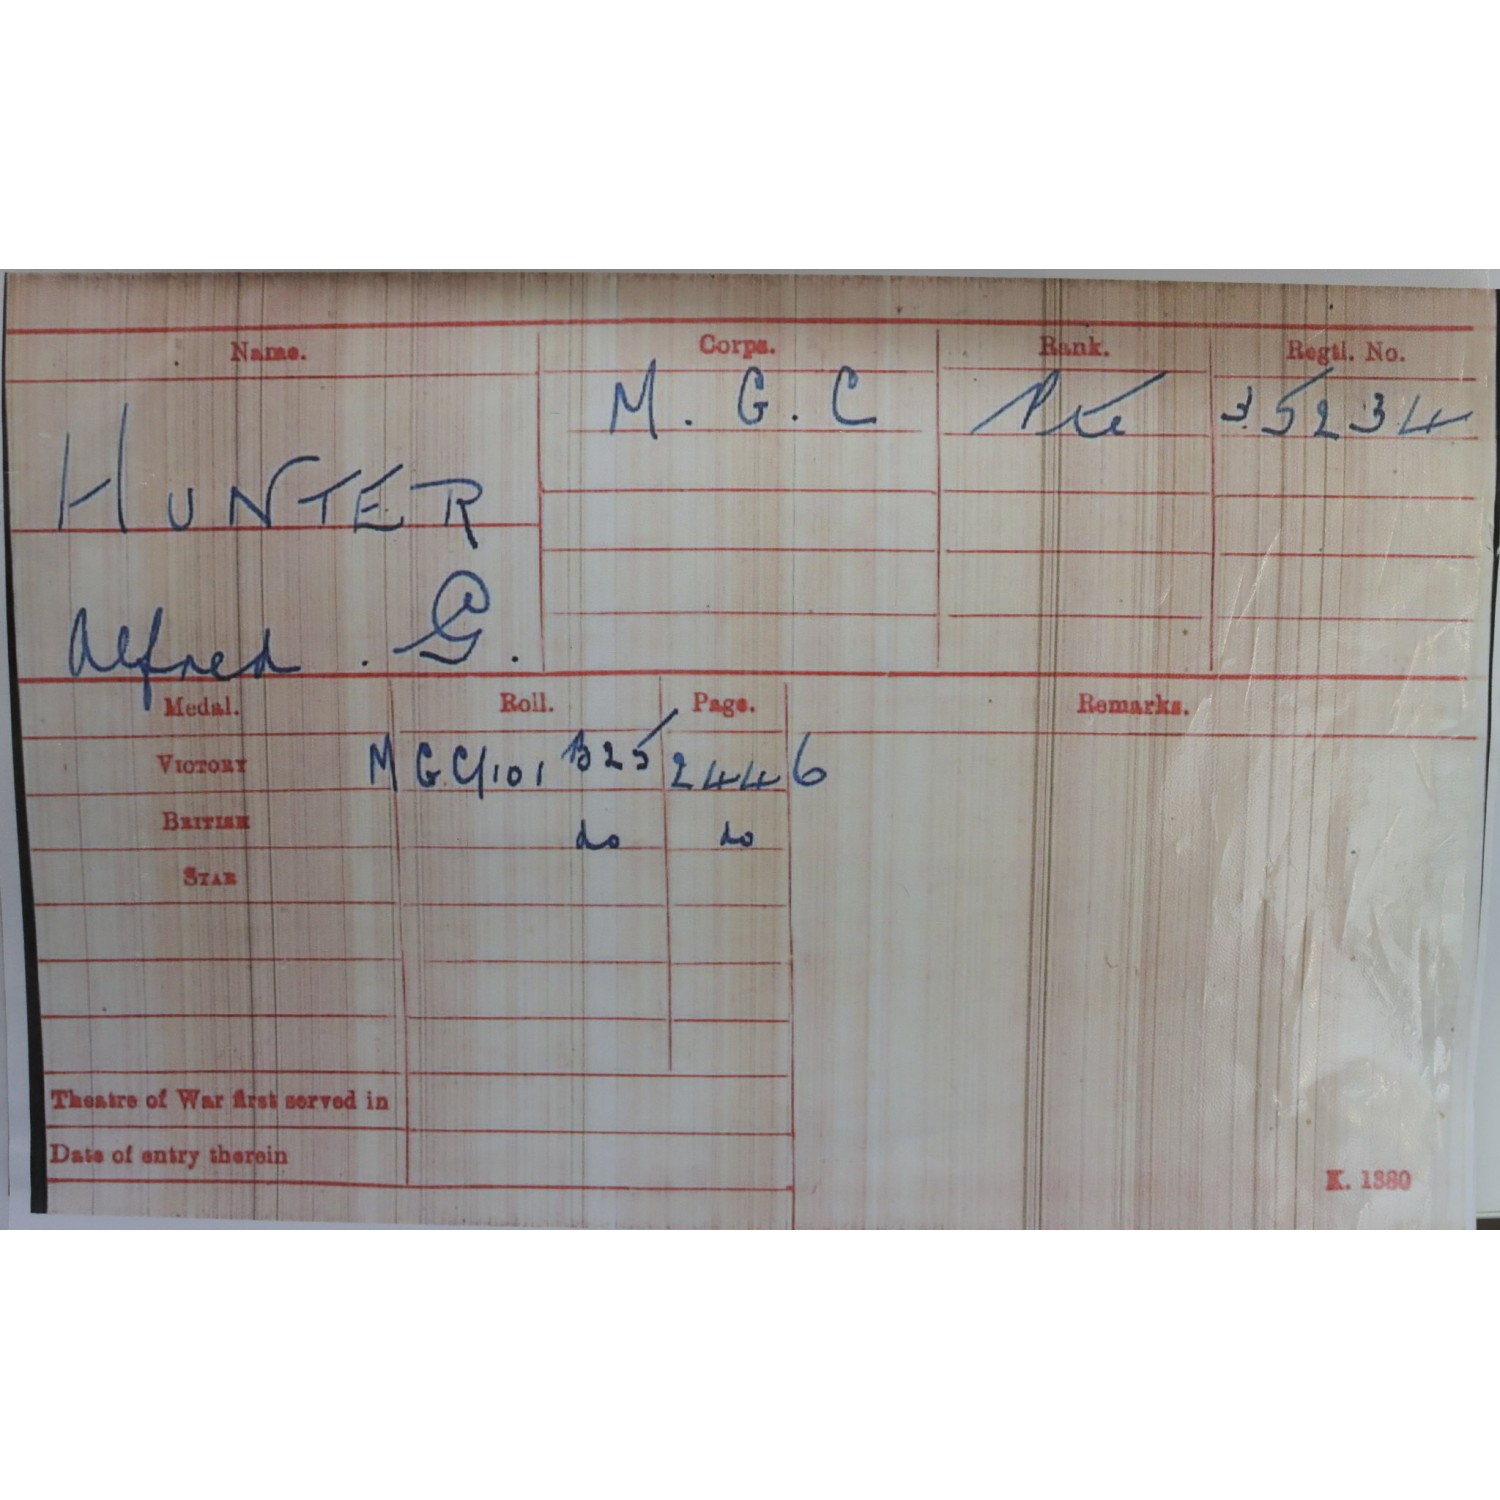 Name. Corps. Rank. Regtl. No.
M. G. C Pte 35234
HUNTER
Alfred. G.
Medal. Roll. Page. Remarks.
VICTORY MGC/101 B25 2446
BRITISH do do
STAR
Theatre of War first served in
Date of entry therein
K. 1380